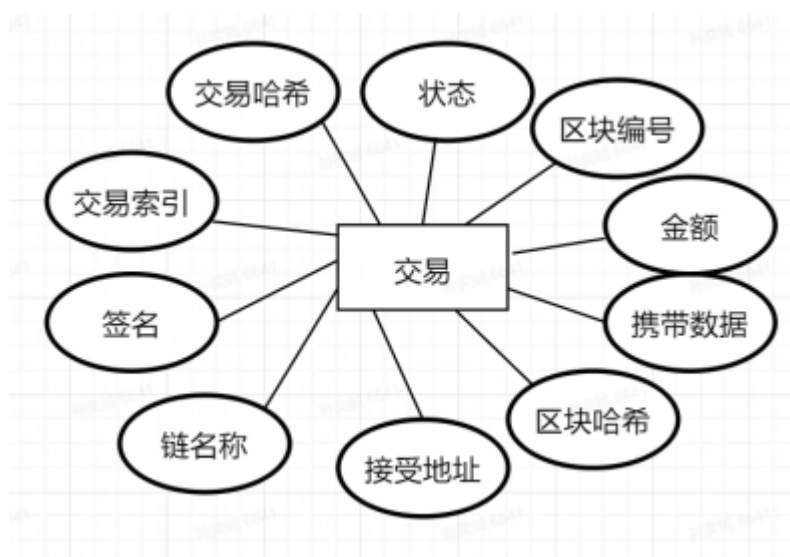 交易哈希
状态
区块编号
交易索引
金额
交易
签名
携带数据
链名称
接受地址
区块哈希